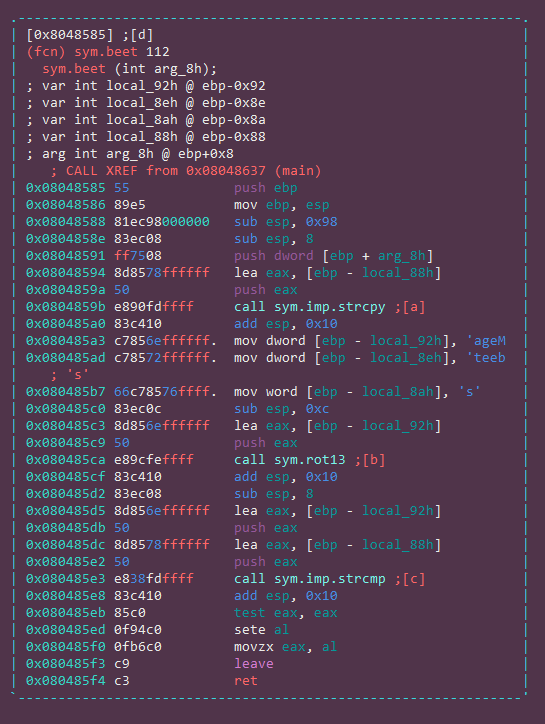 [0x8048585] ;[d]
(fcn) sym.beet 112
sym.beet (int arg_8h);
; var int local_92h @ ebp-0x92
; var int local_8eh @ ebp-0x8e
; var int local_8ah @ ebp-0x8a
; var int local_88h @ ebp-0x88
; arg int arg_8h @ ebp+0x8
; CALL XREF from 0x08048637 (main)
0x08048585 55 push ebp
0x08048586 89e5 mov ebp, esp
0x08048588 81ec98000000 sub esp, 0x98
0x0804858e 83ec08 sub esp, 8
0x08048591 ff7508 push dword [ebp + arg_8h]
0x08048594 8d8578ffffff lea eax, [ebp - local_88h]
0x0804859a 50 push eax
0x0804859b e890fdffff call sym.imp.strcpy ;[a]
0x080485a0 83c410 add esp, 0x10
0x080485a3 c7856effffff. mov dword [ebp - local_92h], 'ageM
0x080485ad c78572ffffff. mov dword [ebp - local_8eh], 'teeb
; 's'
0x080485b7 66c78576ffff. mov word [ebp - local_8ah], 's'
0x080485c0 83ec0c sub esp, 0xc
0x080485c3 8d856effffff lea eax, [ebp - local_92h]
0x080485c9 50 push eax
0x080485ca e89cfeffff call sym.rot13 ;[b]
0x080485cf 83c410 add esp, 0x10
0x080485d2 83ec08 sub esp, 8
0x080485d5 8d856effffff lea eax, [ebp - local_92h]
0x080485db 50 push eax
0x080485dc 8d8578ffffff lea eax, [ebp - local_88h]
0x080485e2 50 push eax
0x080485e3 e838fdffff call sym.imp.strcmp ;[c]
0x080485e8 83c410 add esp, 0x10
0x080485eb 85c0 test eax, eax
0x080485ed 0f94c0 sete al
0x080485f0 0fb6c0 movzx eax, al
0x080485f3 c9 leave
0x080485f4 c3 ret